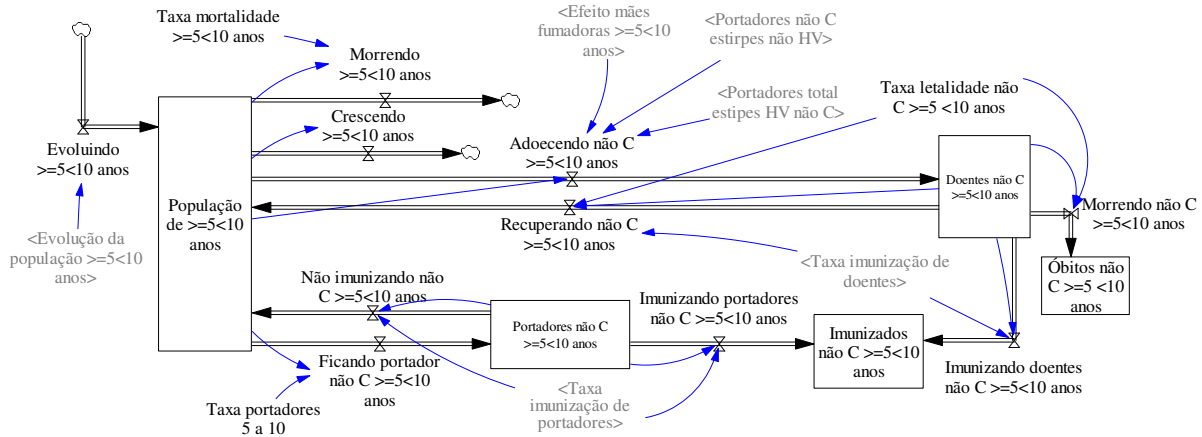 Taxa mortalidade
>=5<10 anos
<Efeito mães
fumadoras >=5<10
anos>
<Portadores não C
estirpes não HV>
Morrendo
>=5<10 anos
<Portadores total
estipes HV não C>
Taxa letalidade não
C >=5 <10 anos
Crescendo
>=5<10 anos
Evoluindo
>=5<10 anos
Adoecendo não C
>=5<10 anos
Doentes não C
>=5<10 anos
População
de >=5<10
anos
Recuperando não C
>=5<10 anos
Morrendo não C
>=5<10 anos
<Evolução da
população >=5<10
anos>
<Taxa imunização de
doentes>
Óbitos não
C >=5 <10
anos
Não imunizando não
C >=5<10 anos
Imunizando portadores
não C >=5<10 anos
Portadores não C
>=5<10 anos
Imunizados
não C >=5<10
anos
Ficando portador
não C >=5<10
anos
Imunizando doentes
não C >=5<10 anos
<Taxa
imunização de
portadores>
Taxa portadores
5 a 10